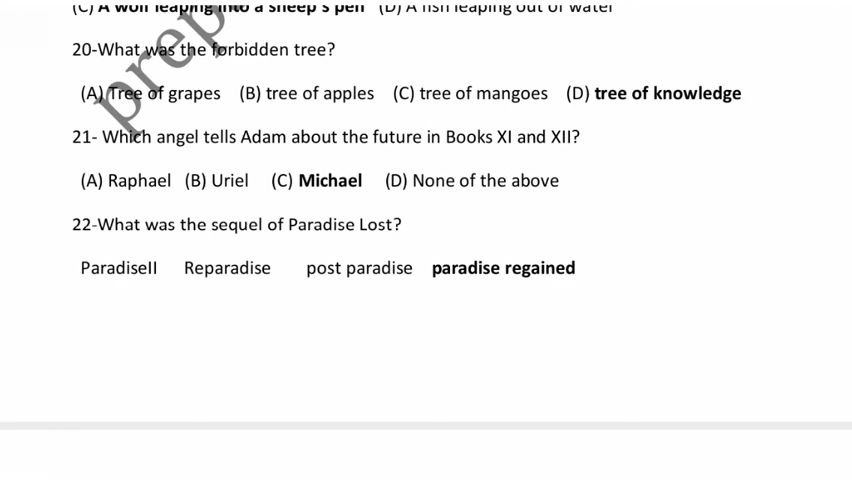 (C) A wolf leaping into a sheep's pen (D) A fish leaping out of water
20-What was the forbidden tree?
(A) Tree of grapes (B) tree of apples (C) tree of mangoes (D) tree of knowledge
21- Which angel tells Adam about the future in Books XI and XII?
(A) Raphael (B) Uriel (C) Michael (D) None of the above
22-What was the sequel of Paradise Lost?
ParadiseII Reparadise post paradise paradise regained
prep